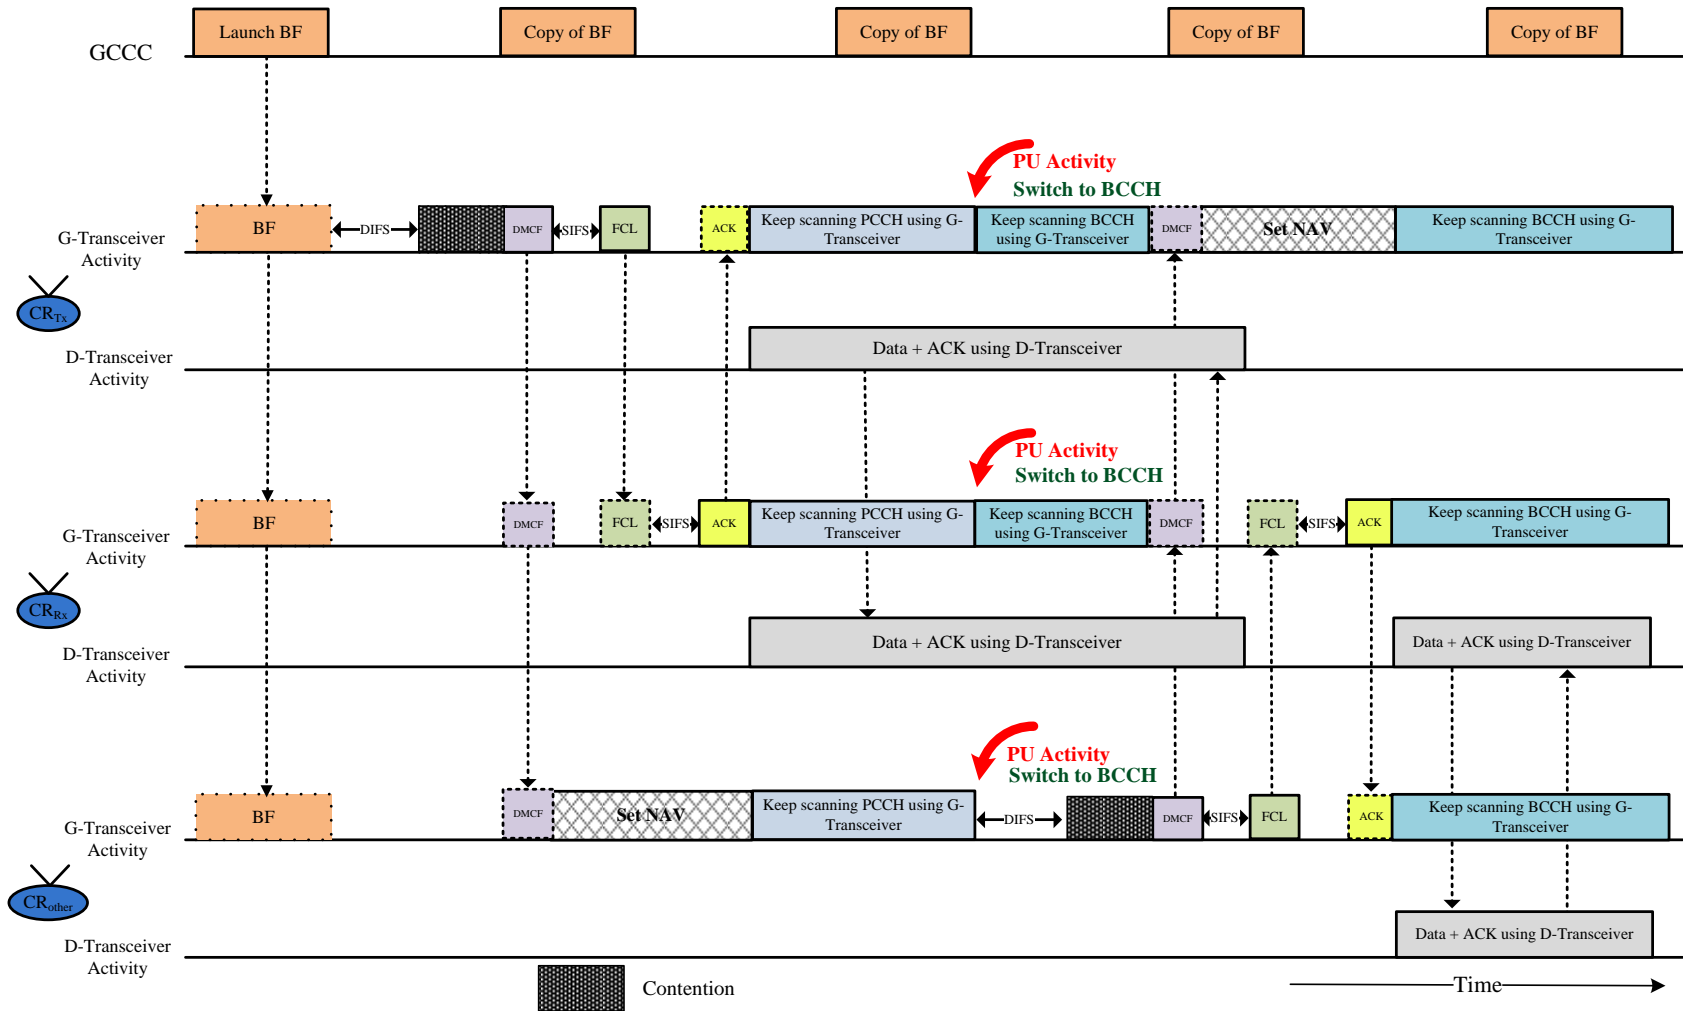 Launch BF
Copy of BF
Copy of BF
Copy of BF
Copy of BF
GCCC
PU Activity
Switch to BCCH
BF
DIFS
DMCF
SIFS
FCL
ACK
Keep scanning PCCH using G-
Transceiver
Keep scanning BCCH
using G-Transceiver
DMCF
Set NAV
Keep scanning BCCH using G-
Transceiver
G-Transceiver
Activity
CRTx
D-Transceiver
Activity
Data + ACK using D-Transceiver
PU Activity
Switch to BCCH
BF
DMCF
FCL
SIFS
ACK
Keep scanning PCCH using G-
Transceiver
Keep scanning BCCH
using G-Transceiver
DMCF
FCL
SIFS
ACK
Keep scanning BCCH using G-
Transceiver
G-Transceiver
Activity
CRRx
D-Transceiver
Activity
Data + ACK using D-Transceiver
Data + ACK using D-Transceiver
PU Activity
Switch to BCCH
BF
DMCF
Set NAV
Keep scanning PCCH using G-
Transceiver
DIFS
DMCF
SIFS
FCL
ACK
Keep scanning BCCH using G-
Transceiver
G-Transceiver
Activity
CRother
D-Transceiver
Activity
Data + ACK using D-Transceiver
Contention
Time